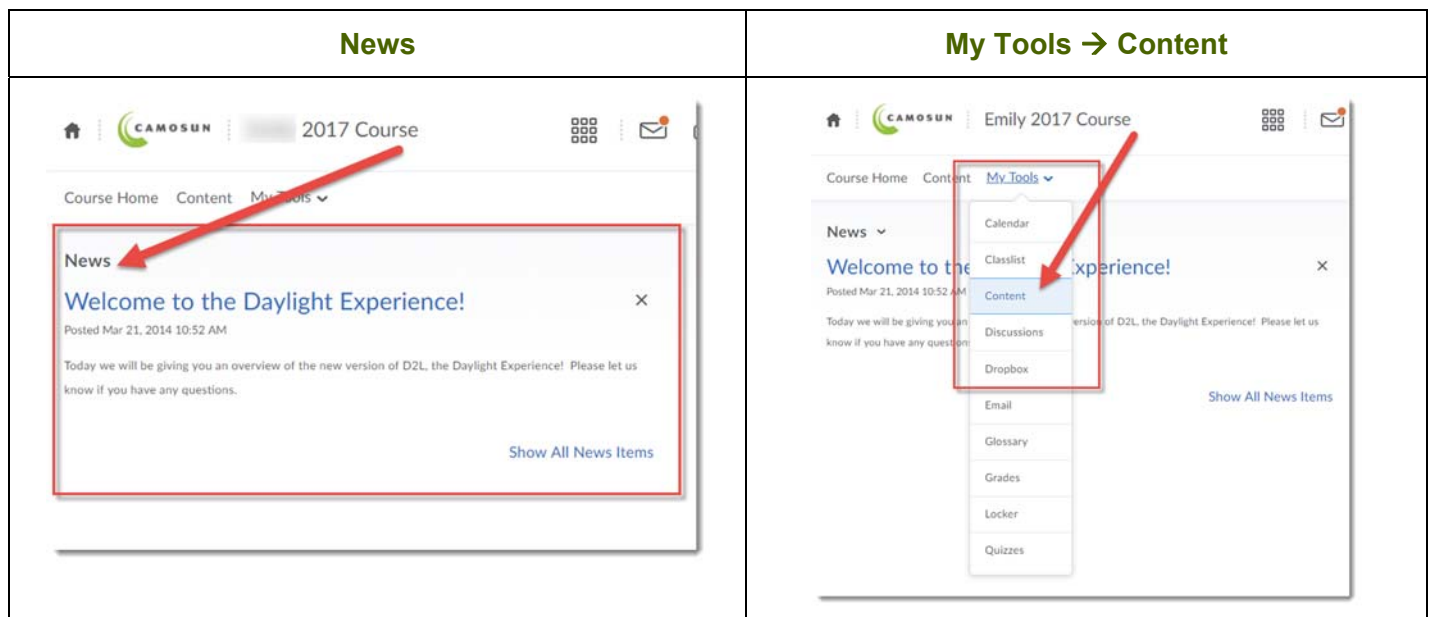 News
My Tools → Content
CAMOSUN
2017 Course
Course Home Content My Tools
News
Welcome to the Daylight Experience!
Posted Mar 21, 2014 10:52 AM
Today we will be giving you an overview of the new version of D2L, the Daylight Experience! Please let us
know if you have any questions.
Show All News Items
CAMOSUN Emily 2017 Course
Course Home Content My Tools
News
Welcome to the xperience!
Posted Mar 21, 2014 10:52 AM
Today we will be giving you an ersion of D2L, the Daylight Experience! Please let us
know if you have any question
Show All News Items
Calendar
Classlist
Content
Discussions
Dropbox
Email
Glossary
Grades
Locker
Quizzes